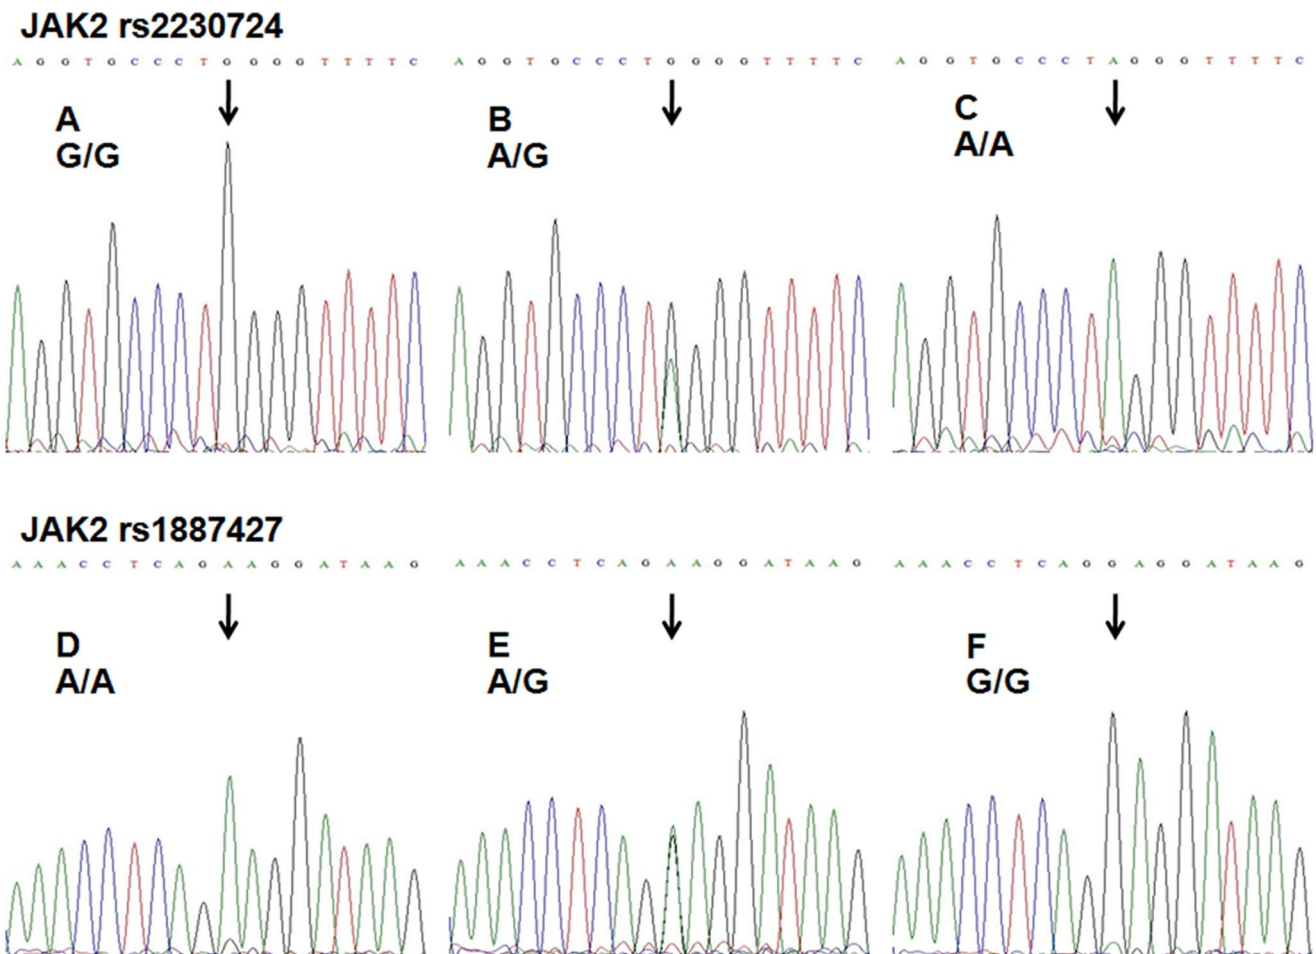 JAK2 rs2230724
A G G T G C C C T G G G G T T T T C
A G G T G C C C T G G G G T T T T C
A G G T G C C C T A G G G T T T T C
A
G/G
B
A/G
C
A/A
JAK2 rs1887427
A A A C C T C A G A A G G A T A A G
A A A C C T C A G A A G G A T A A G
A A A C C T C A G G A G G A T A A G
D
A/A
E
A/G
F
G/G